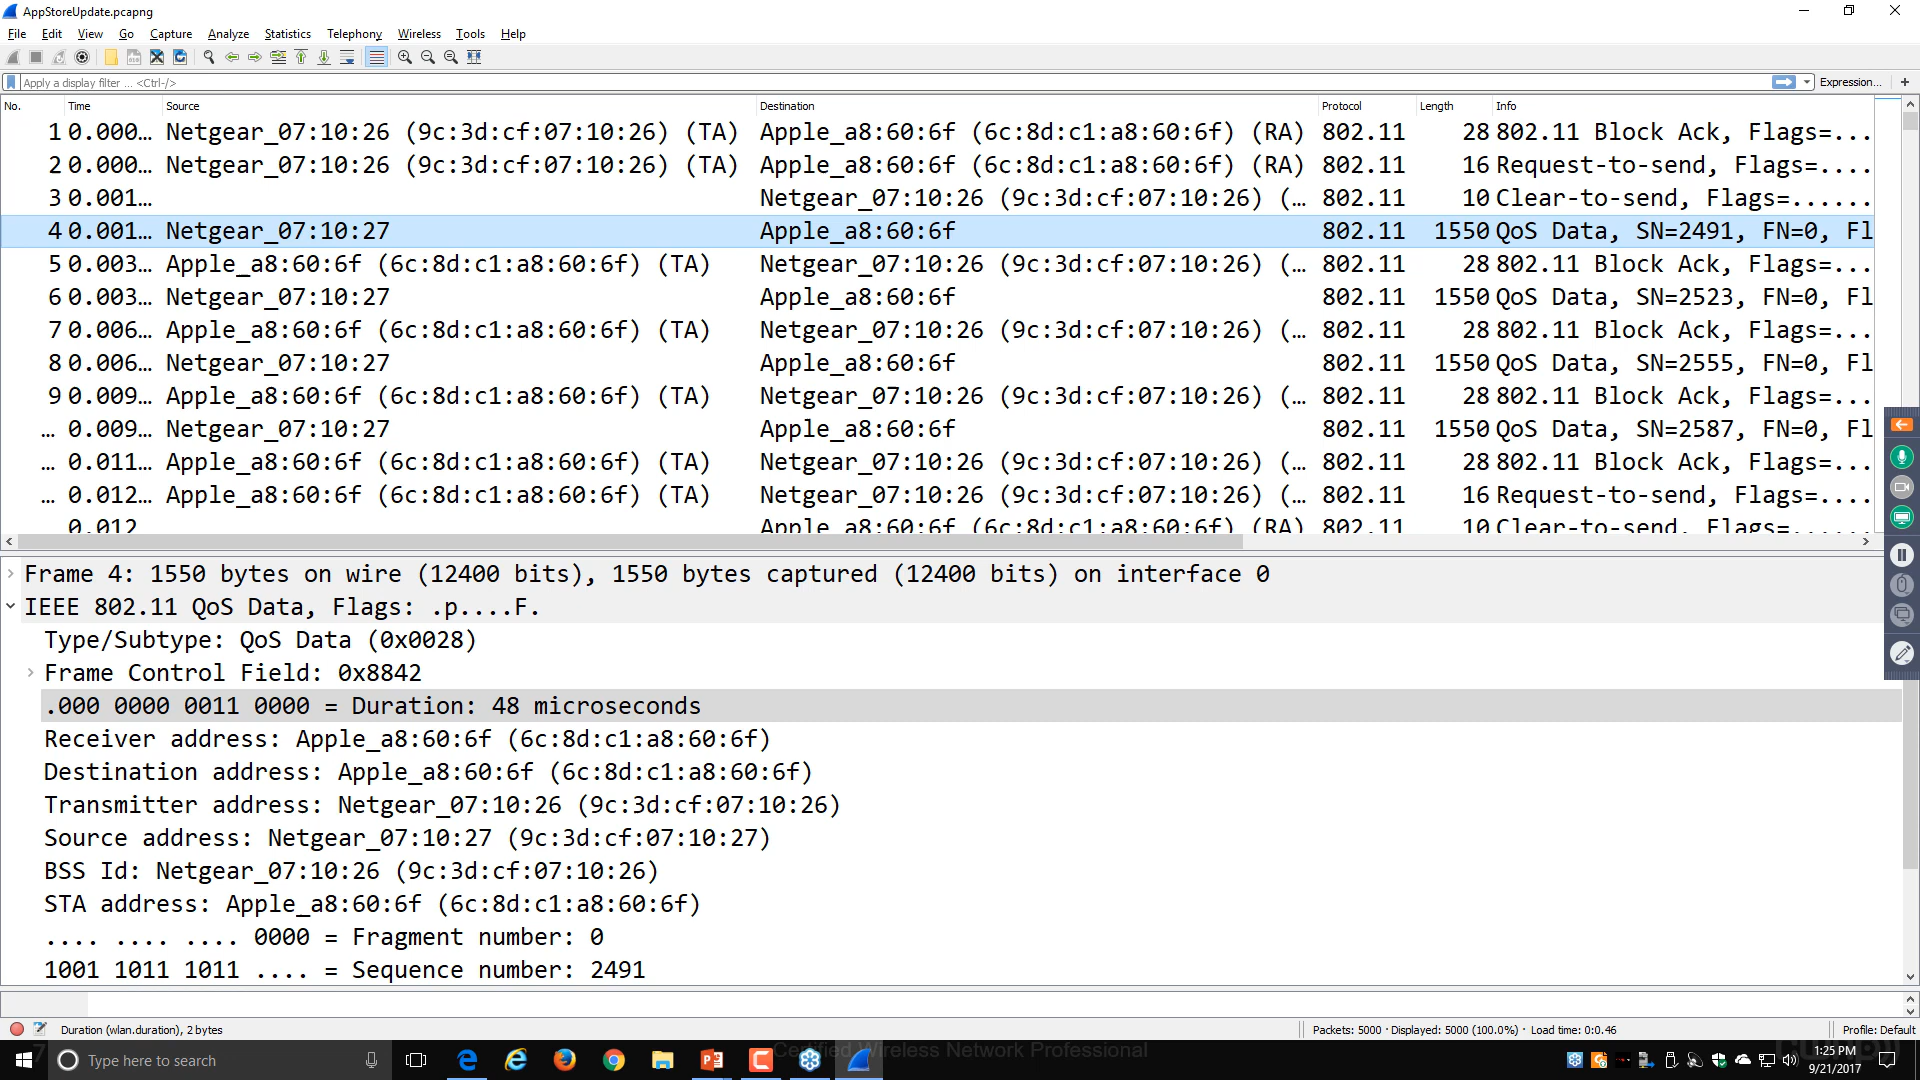 AppStoreUpdate.pcapng
File Edit View Go Capture Analyze Statistics Telephony Wireless Tools Help
Apply a display filter ... <Ctrl-/> Expression... +
No. Time Source Destination Protocol Length Info
1 0.000... Netgear_07:10:26 (9c:3d:cf:07:10:26) (TA) Apple_a8:60:6f (6c:8d:c1:a8:60:6f) (RA) 802.11 28 802.11 Block Ack, Flags=....
2 0.000... Netgear_07:10:26 (9c:3d:cf:07:10:26) (TA) Apple_a8:60:6f (6c:8d:c1:a8:60:6f) (RA) 802.11 16 Request-to-send, Flags=....
3 0.001... Netgear_07:10:26 (9c:3d:cf:07:10:26) (... 802.11 10 Clear-to-send, Flags=......
4 0.001... Netgear_07:10:27 Apple_a8:60:6f 802.11 1550 QoS Data, SN=2491, FN=0, Fl
5 0.003... Apple_a8:60:6f (6c:8d:c1:a8:60:6f) (TA) Netgear_07:10:26 (9c:3d:cf:07:10:26) (... 802.11 28 802.11 Block Ack, Flags=....
6 0.003... Netgear_07:10:27 Apple_a8:60:6f 802.11 1550 QoS Data, SN=2523, FN=0, Fl
7 0.006... Apple_a8:60:6f (6c:8d:c1:a8:60:6f) (TA) Netgear_07:10:26 (9c:3d:cf:07:10:26) (... 802.11 28 802.11 Block Ack, Flags=....
8 0.006... Netgear_07:10:27 Apple_a8:60:6f 802.11 1550 QoS Data, SN=2555, FN=0, Fl
9 0.009... Apple_a8:60:6f (6c:8d:c1:a8:60:6f) (TA) Netgear_07:10:26 (9c:3d:cf:07:10:26) (... 802.11 28 802.11 Block Ack, Flags=....
... 0.009... Netgear_07:10:27 Apple_a8:60:6f 802.11 1550 QoS Data, SN=2587, FN=0, Fl
... 0.011... Apple_a8:60:6f (6c:8d:c1:a8:60:6f) (TA) Netgear_07:10:26 (9c:3d:cf:07:10:26) (... 802.11 28 802.11 Block Ack, Flags=....
... 0.012... Apple_a8:60:6f (6c:8d:c1:a8:60:6f) (TA) Netgear_07:10:26 (9c:3d:cf:07:10:26) (... 802.11 16 Request-to-send, Flags=....
0.012 Apple_a8:60:6f (6c:8d:c1:a8:60:6f) (RA) 802.11 10 Clear-to-send, Flags=......
Frame 4: 1550 bytes on wire (12400 bits), 1550 bytes captured (12400 bits) on interface 0
IEEE 802.11 QoS Data, Flags: .p....F.
Type/Subtype: QoS Data (0x0028)
Frame Control Field: 0x8842
.000 0000 0011 0000 = Duration: 48 microseconds
Receiver address: Apple_a8:60:6f (6c:8d:c1:a8:60:6f)
Destination address: Apple_a8:60:6f (6c:8d:c1:a8:60:6f)
Transmitter address: Netgear_07:10:26 (9c:3d:cf:07:10:26)
Source address: Netgear_07:10:27 (9c:3d:cf:07:10:27)
BSS Id: Netgear_07:10:26 (9c:3d:cf:07:10:26)
STA address: Apple_a8:60:6f (6c:8d:c1:a8:60:6f)
.... .... .... 0000 = Fragment number: 0
1001 1011 1011 .... = Sequence number: 2491
Duration (wlan.duration), 2 bytes Packets: 5000 · Displayed: 5000 (100.0%) · Load time: 0:0.46 Profile: Default
Type here to search Certified Wireless Network Professional 1:25 PM
9/21/2017